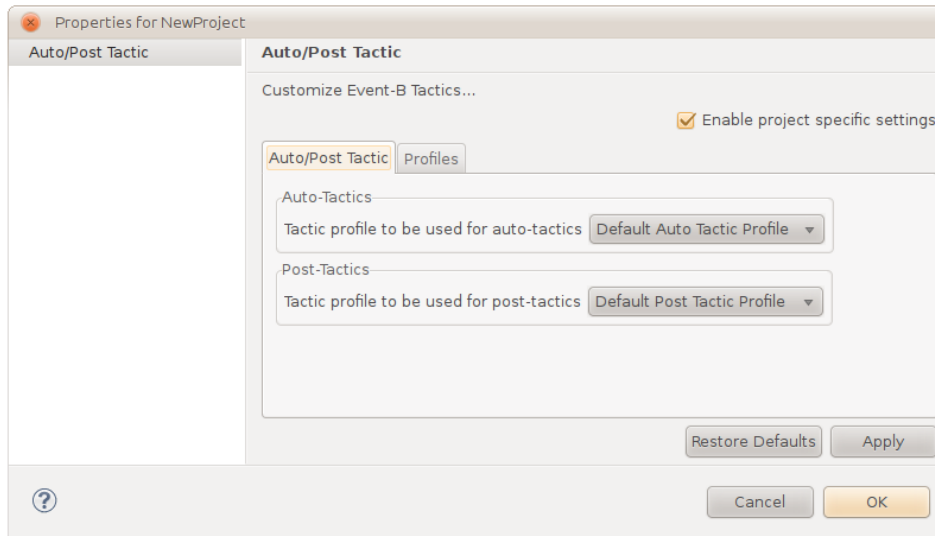 Properties for NewProject
Auto/Post Tactic
Auto/Post Tactic
Customize Event-B Tactics...
Enable project specific settings
Auto/Post Tactic
Profiles
Auto-Tactics
Tactic profile to be used for auto-tactics Default Auto Tactic Profile
Post-Tactics
Tactic profile to be used for post-tactics Default Post Tactic Profile
Restore Defaults Apply
? Cancel OK